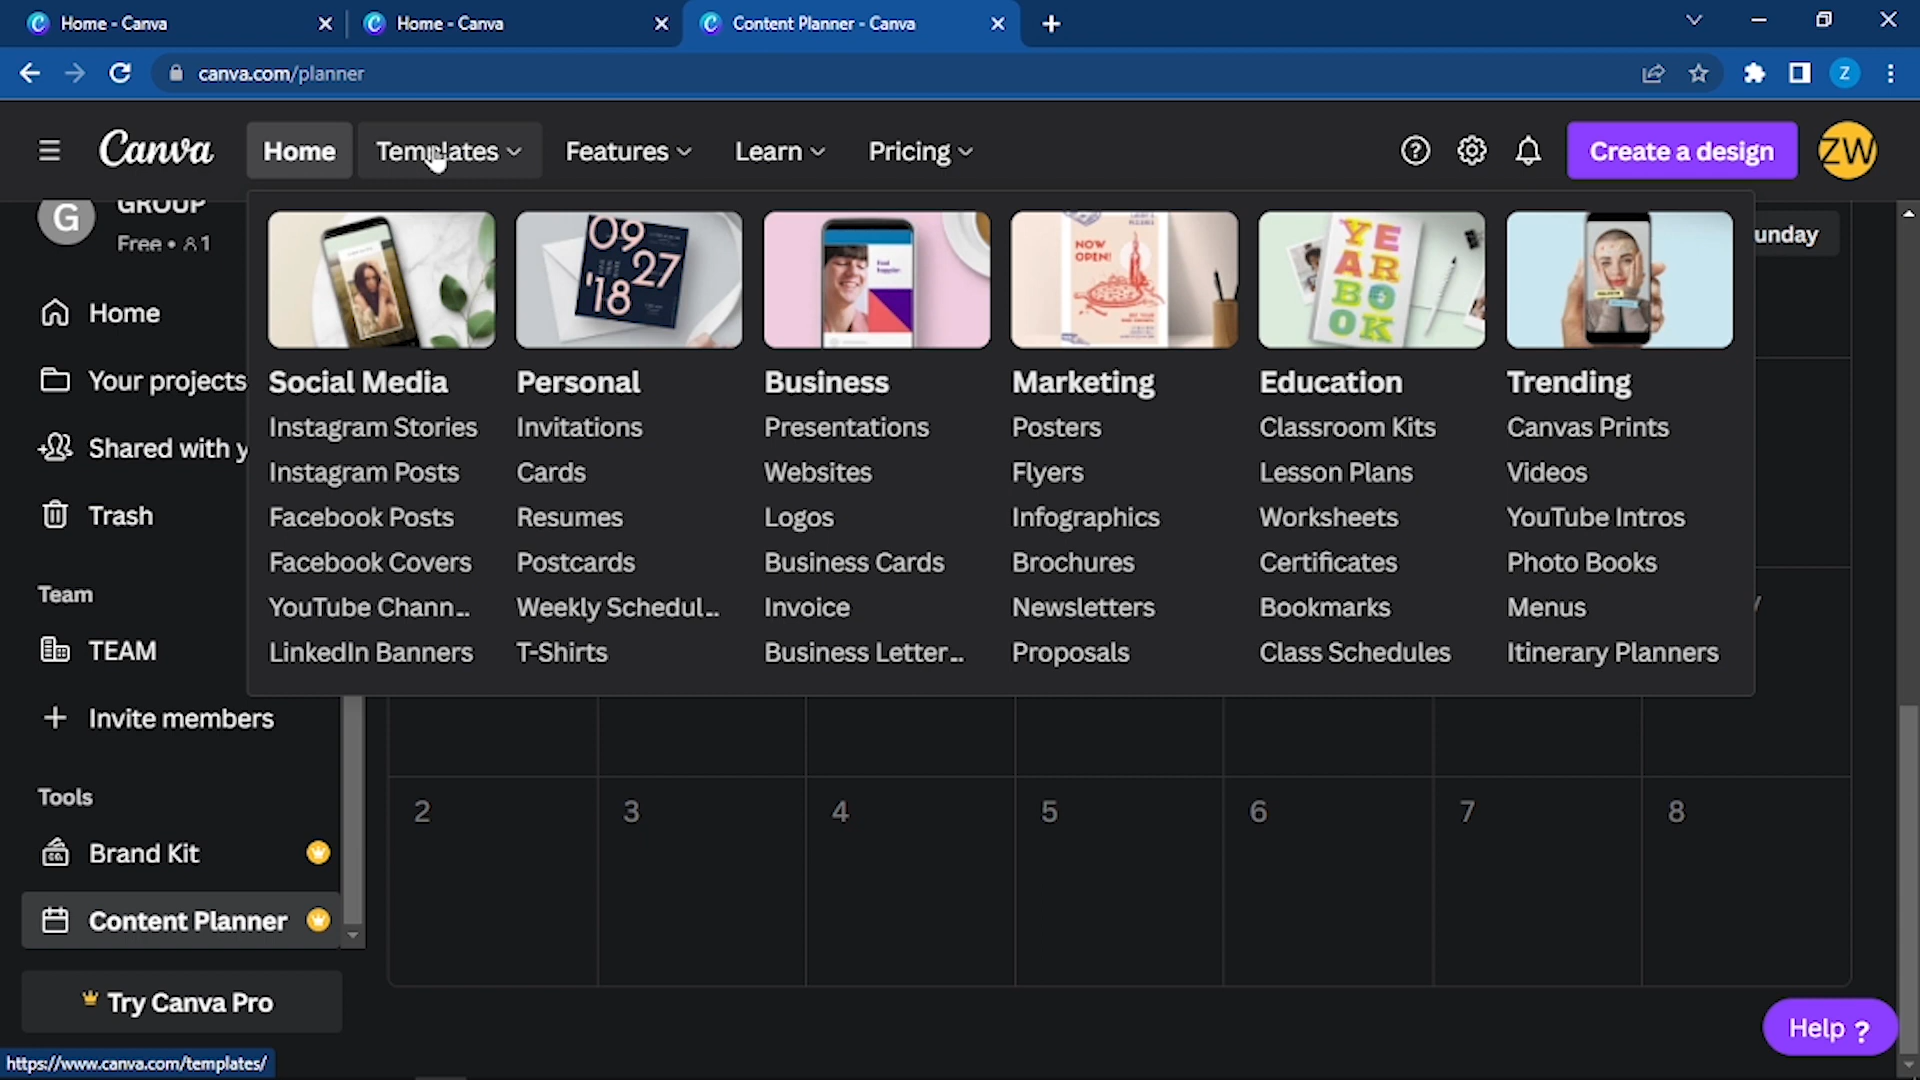 Home - Canva
Home - Canva
Content Planner - Canva
canva.com/planner
Z
Canva
Home
Templates
Features
Learn
Pricing
Create a design
ZW
G
GROUP
Free • 1
Home
Your projects
Shared with y
Trash
Team
TEAM
Invite members
Tools
Brand Kit
Content Planner
Try Canva Pro
09
27
'18
NOW
OPEN!
YEARBOOK
unday
Social Media
Instagram Stories
Instagram Posts
Facebook Posts
Facebook Covers
YouTube Chann...
LinkedIn Banners
Personal
Invitations
Cards
Resumes
Postcards
Weekly Schedul...
T-Shirts
Business
Presentations
Websites
Logos
Business Cards
Invoice
Business Letter...
Marketing
Posters
Flyers
Infographics
Brochures
Newsletters
Proposals
Education
Classroom Kits
Lesson Plans
Worksheets
Certificates
Bookmarks
Class Schedules
Trending
Canvas Prints
Videos
YouTube Intros
Photo Books
Menus
Itinerary Planners
2 3 4 5 6 7 8
Help ?
https://www.canva.com/templates/